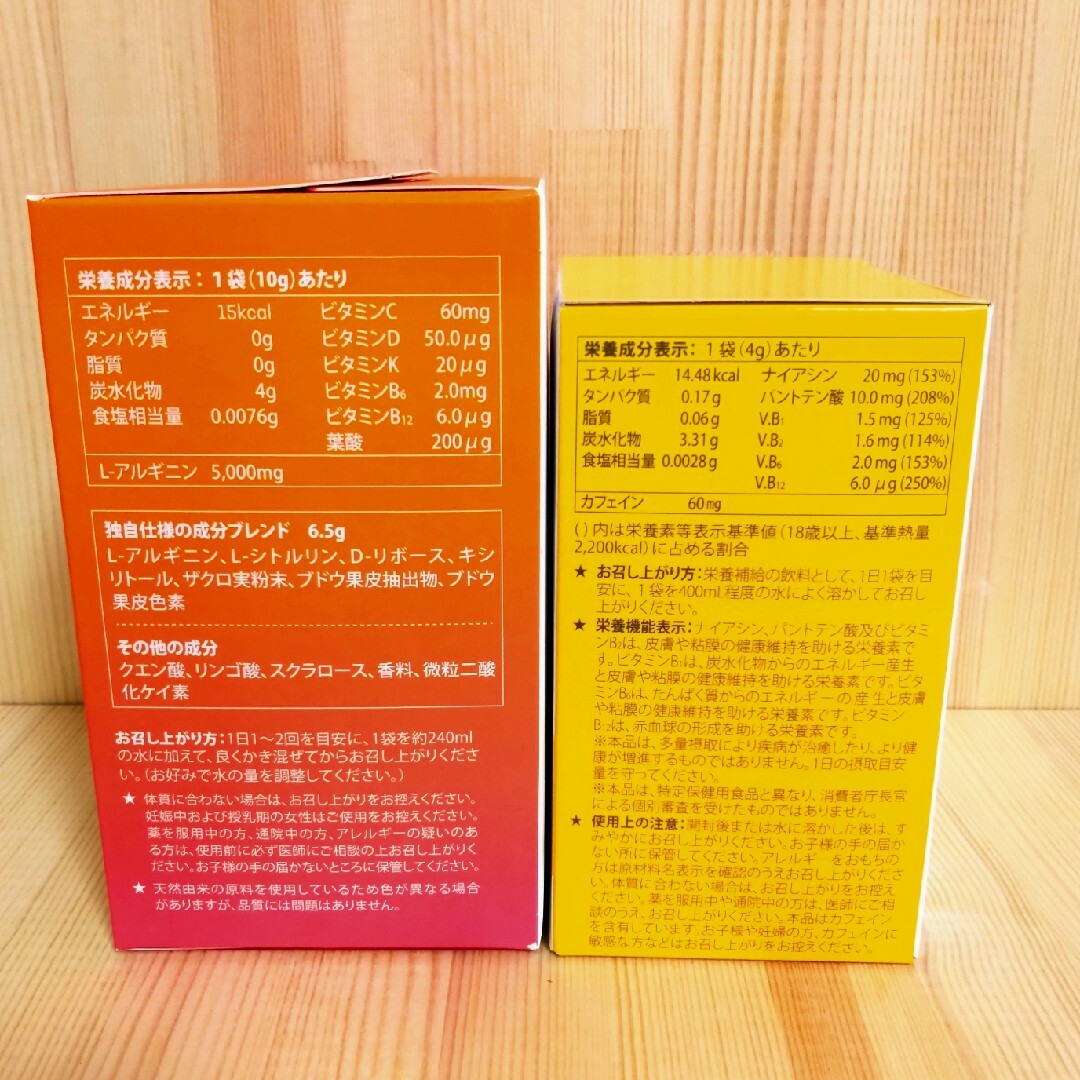 栄養成分表示：1袋(10g)あたり
エネルギー 15kcal ビタミンC 60mg
タンパク質 0g ビタミンD 50.0μg
脂質 0g ビタミンK 20μg
炭水化物 4g ビタミンB6 2.0mg
食塩相当量 0.0076g ビタミンB12 6.0μg
葉酸 200μg
L-アルギニン 5,000mg
独自仕様の成分ブレンド 6.5g
L-アルギニン、L-シトルリン、D-リボース、キシ
リトール、ザクロ実粉末、ブドウ果皮抽出物、ブドウ
果皮色素
その他の成分
クエン酸、リンゴ酸、スクラロース、香料、微粒二酸
化ケイ素
お召し上がり方：1日1～2回を目安に、1袋を約240ml
の水に加えて、良くかき混ぜてからお召し上がりくださ
い。(お好みで水の量を調整してください。)
★ 体質に合わない場合は、お召し上がりをお控えください。
妊娠中および授乳期の女性はご使用をお控えください。
薬を服用中の方、通院中の方、アレルギーの疑いのあ
る方は、使用前に必ず医師にご相談の上お召し上がりくだ
ださい。お子様の手の届かないところに保管してください。
★ 天然由来の原料を使用しているため色が異なる場合
がありますが、品質には問題はありません。
栄養成分表示：1袋(4g)あたり
エネルギー 14.48kcal ナイアシン 20mg(153%)
タンパク質 0.17g パントテン酸 10.0mg(208%)
脂質 0.06g V.B1 1.5mg(125%)
炭水化物 3.31g V.B2 1.6mg(114%)
食塩相当量 0.0028g V.B6 2.0mg(153%)
V.B12 6.0μg(250%)
カフェイン 60mg
( )内は栄養素等表示基準値(18歳以上、基準熱量
2,200kcal)に占める割合
★ お召し上がり方：栄養補給の飲料として、1日1袋を目
安に、1袋を400mL程度の水によく溶かしてお召し
上がりください。
★ 栄養機能表示：ナイアシン、パントテン酸及びビタミ
ンB2は、皮膚や粘膜の健康維持を助ける栄養素で
す。ビタミンB1は、炭水化物からのエネルギー産生
と皮膚や粘膜の健康維持を助ける栄養素です。ビタ
ミンB6は、たんぱく質からのエネルギーの産生と皮膚
や粘膜の健康維持を助ける栄養素です。ビタミン
B12は、赤血球の形成を助ける栄養素です。
※本品は、多量摂取により疾病が治癒したり、より健
康が増進するものではありません。1日の摂取目安
量を守ってください。
※本品は、特定保健用食品と異なり、消費者庁長官
による個別審査を受けたものではありません。
★ 使用上の注意：開封後または水に溶かした後は、す
みやかにお召し上がりください。お子様の手の届か
ない所に保管してください。アレルギーをおもちの
方は原材料名表示を確認のうえお召し上がりくださ
い。体質に合わない場合は、お召し上がりをお控え
ください。薬を服用中や通院中の方は、医師にご相
談のうえ、お召し上がりください。本品はカフェイン
を含有しています。お子様や妊婦の方、カフェインに
敏感な方などはお召し上がりをお控えください。